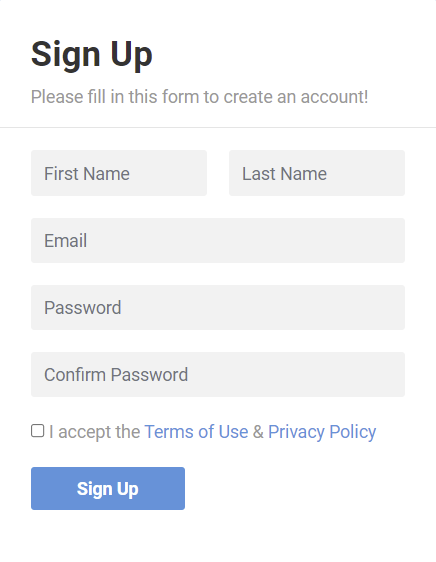 Sign Up
Please fill in this form to create an account!
First Name
Last Name
Email
Password
Confirm Password
I accept the Terms of Use & Privacy Policy
Sign Up